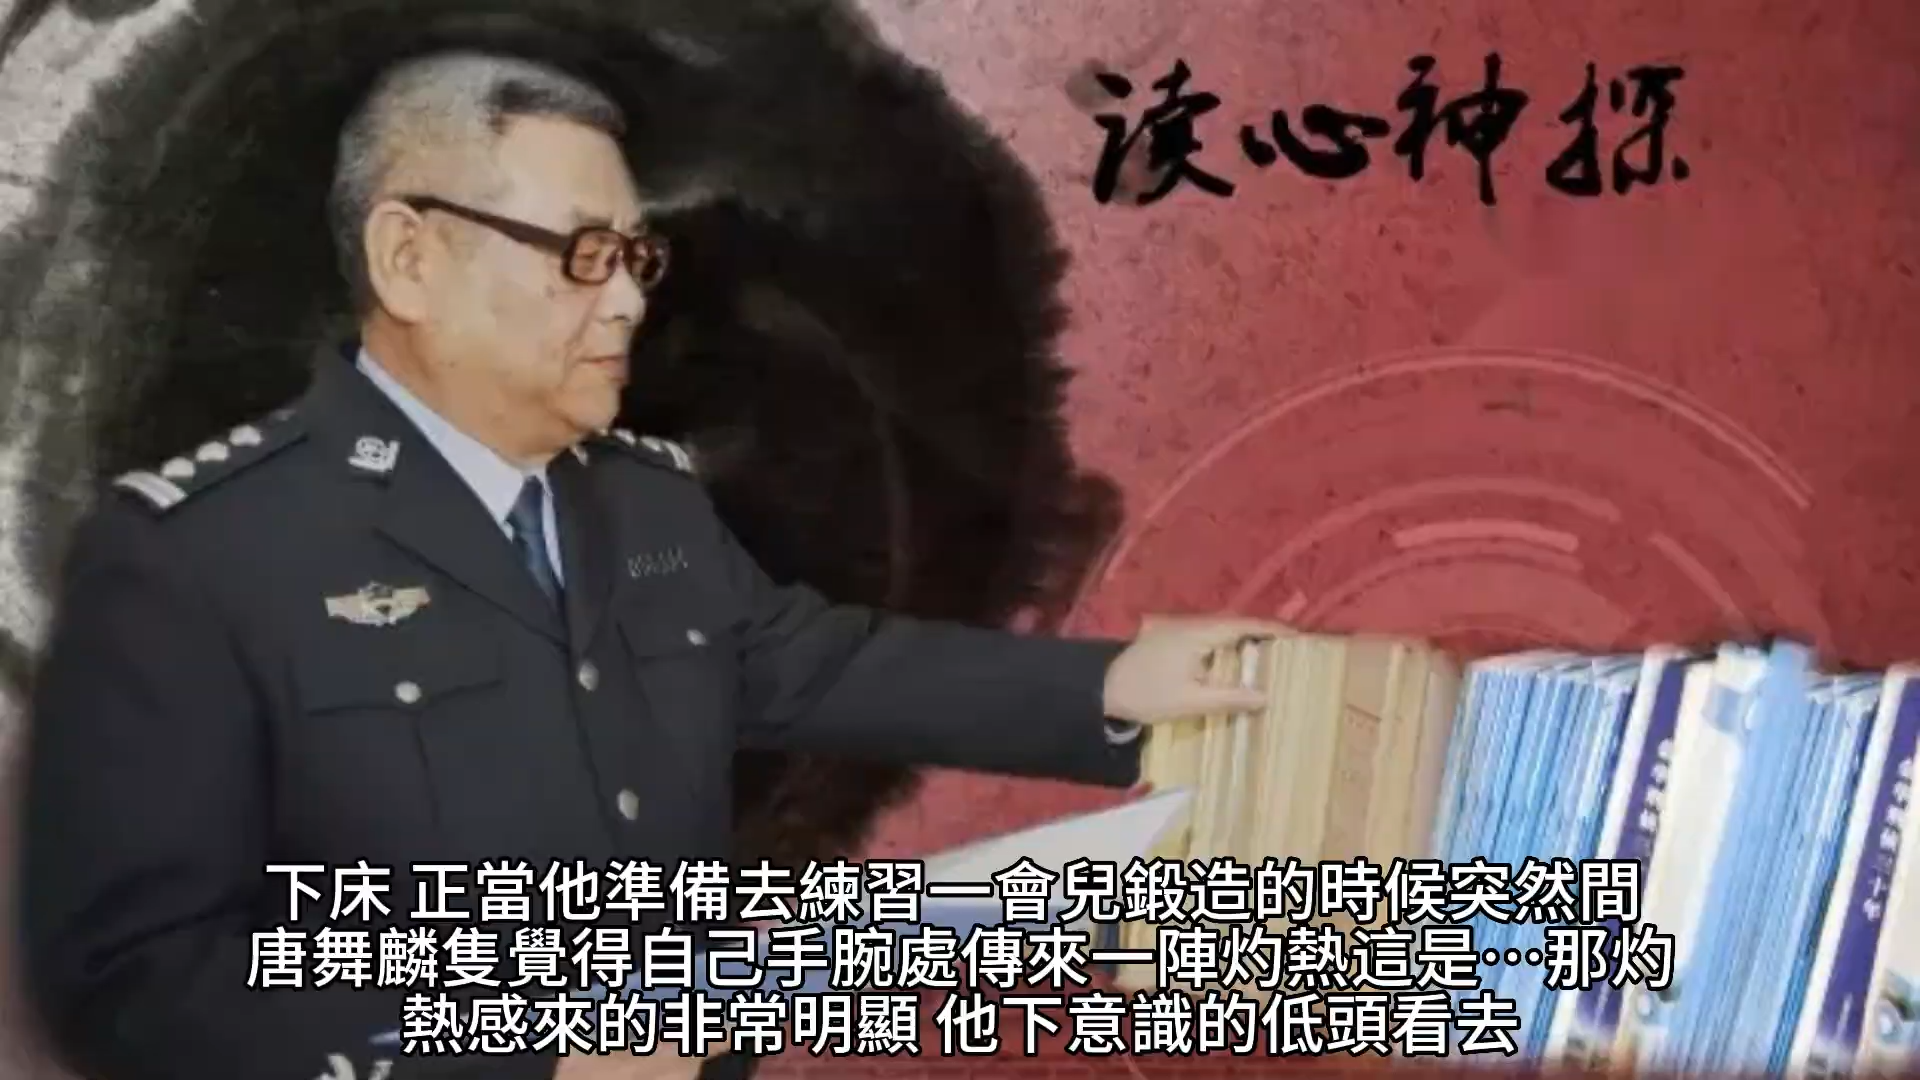 读心神探
下床 正當他準備去練習一會兒鍛造的時候突然間
唐舞麟隻覺得自己手腕處傳來一陣灼熱這是…那灼
熱感來的非常明顯 他下意識的低頭看去